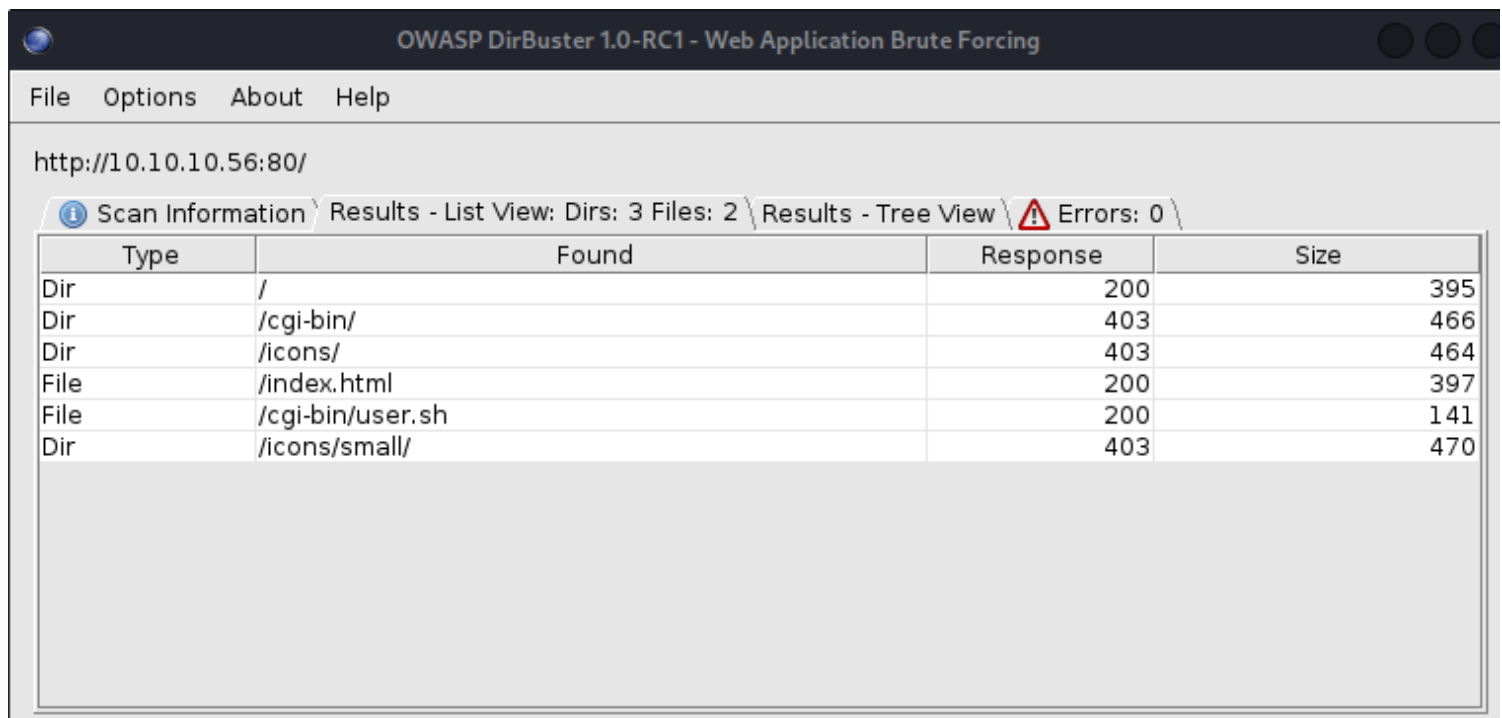 OWASP DirBuster 1.0-RC1 - Web Application Brute Forcing
File Options About Help
http://10.10.10.56:80/
Scan Information Results - List View: Dirs: 3 Files: 2 Results - Tree View Errors: 0
Type Found Response Size
Dir / 200 395
Dir /cgi-bin/ 403 466
Dir /icons/ 403 464
File /index.html 200 397
File /cgi-bin/user.sh 200 141
Dir /icons/small/ 403 470